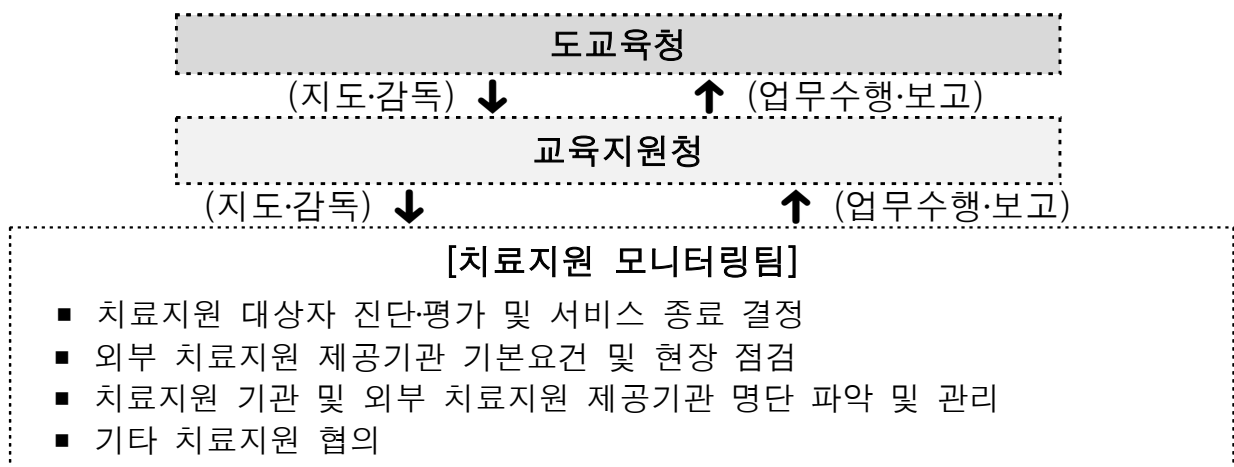 도교육청
(지도·감독) ↓ ↑ (업무수행·보고)
교육지원청
(지도·감독) ↓ ↑ (업무수행·보고)
[치료지원 모니터링팀]
▪ 치료지원 대상자 진단·평가 및 서비스 종료 결정
▪ 외부 치료지원 제공기관 기본요건 및 현장 점검
▪ 치료지원 기관 및 외부 치료지원 제공기관 명단 파악 및 관리
▪ 기타 치료지원 협의